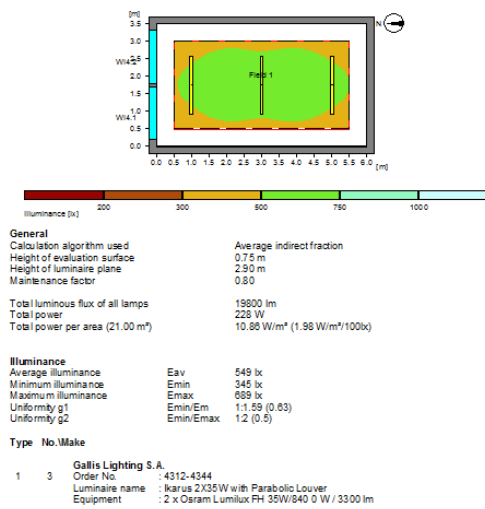 [m]
3.5
3.0
2.5
2.0
1.5
1.0
0.5
0.0
WI4.1
Field 1
N
0.0 0.5 1.0 1.5 2.0 2.5 3.0 3.5 4.0 4.5 5.0 5.5 6.0
[m]
200 300 500 750 1000
Illuminance [lx]
General
Calculation algorithm used Average indirect fraction
Height of evaluation surface 0.75 m
Height of luminaire plane 2.90 m
Maintenance factor 0.80
Total luminous flux of all lamps 19800 lm
Total power 228 W
Total power per area (21.00 m²) 10.86 W/m² (1.98 W/m²/100lx)
Illuminance
Average illuminance Eav 549 lx
Minimum illuminance Emin 345 lx
Maximum illuminance Emax 689 lx
Uniformity g1 Emin/Em 1:1.59 (0.63)
Uniformity g2 Emin/Emax 1:2 (0.5)
Type No.\Make
Gallis Lighting S.A.
1 3 Order No. : 4312-4344
Luminaire name : Ikarus 2X35W with Parabolic Louver
Equipment : 2 x Osram Lumilux FH 35W/840 0 W / 3300 lm